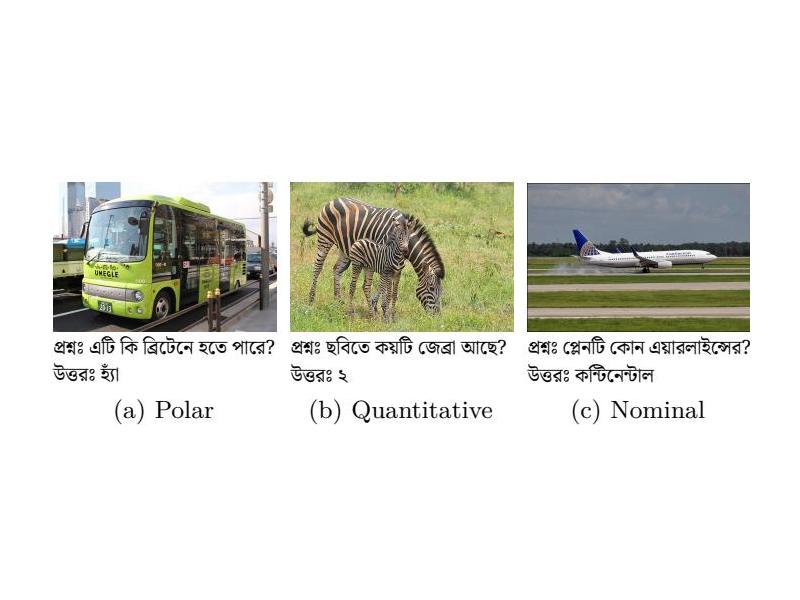 UNEGLE
প্রশ্নঃ এটি কি ব্রিটেনে হতে পারে?
উত্তরঃ হ্যাঁ
(a) Polar
প্রশ্নঃ ছবিতে কয়টি জেব্রা আছে?
উত্তরঃ ২
(b) Quantitative
প্রশ্নঃ প্লেনটি কোন এয়ারলাইন্সের?
উত্তরঃ কন্টিনেন্টাল
(c) Nominal